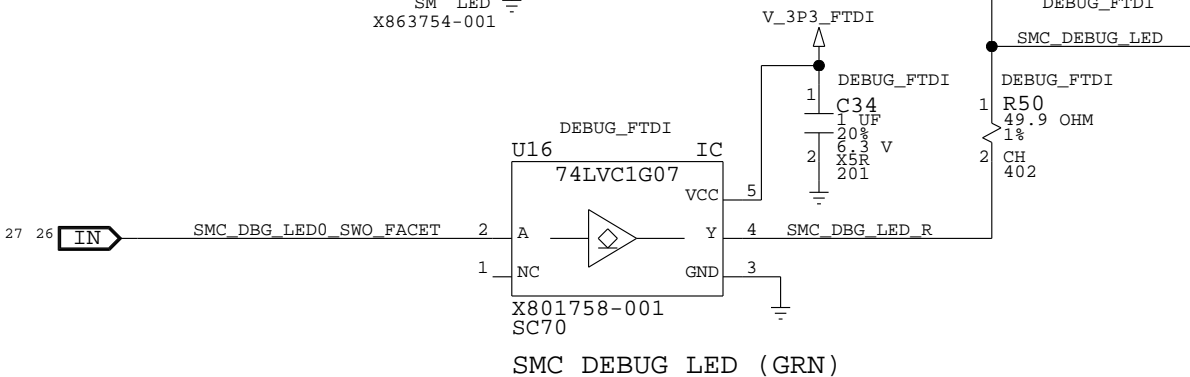 SM LED
X863754-001
DEBUG_FTDI
V_3P3_FTDI
SMC_DEBUG_LED
DEBUG_FTDI
1
C34
1 UF
20%
6.3 V
X5R
201
2
DEBUG_FTDI
1
R50
49.9 OHM
1%
CH
402
2
DEBUG_FTDI
U16
IC
74LVC1G07
VCC
5
27 26
IN
SMC_DBG_LED0_SWO_FACET
2
A
Y
4
SMC_DBG_LED_R
1
NC
GND
3
X801758-001
SC70
SMC DEBUG LED (GRN)